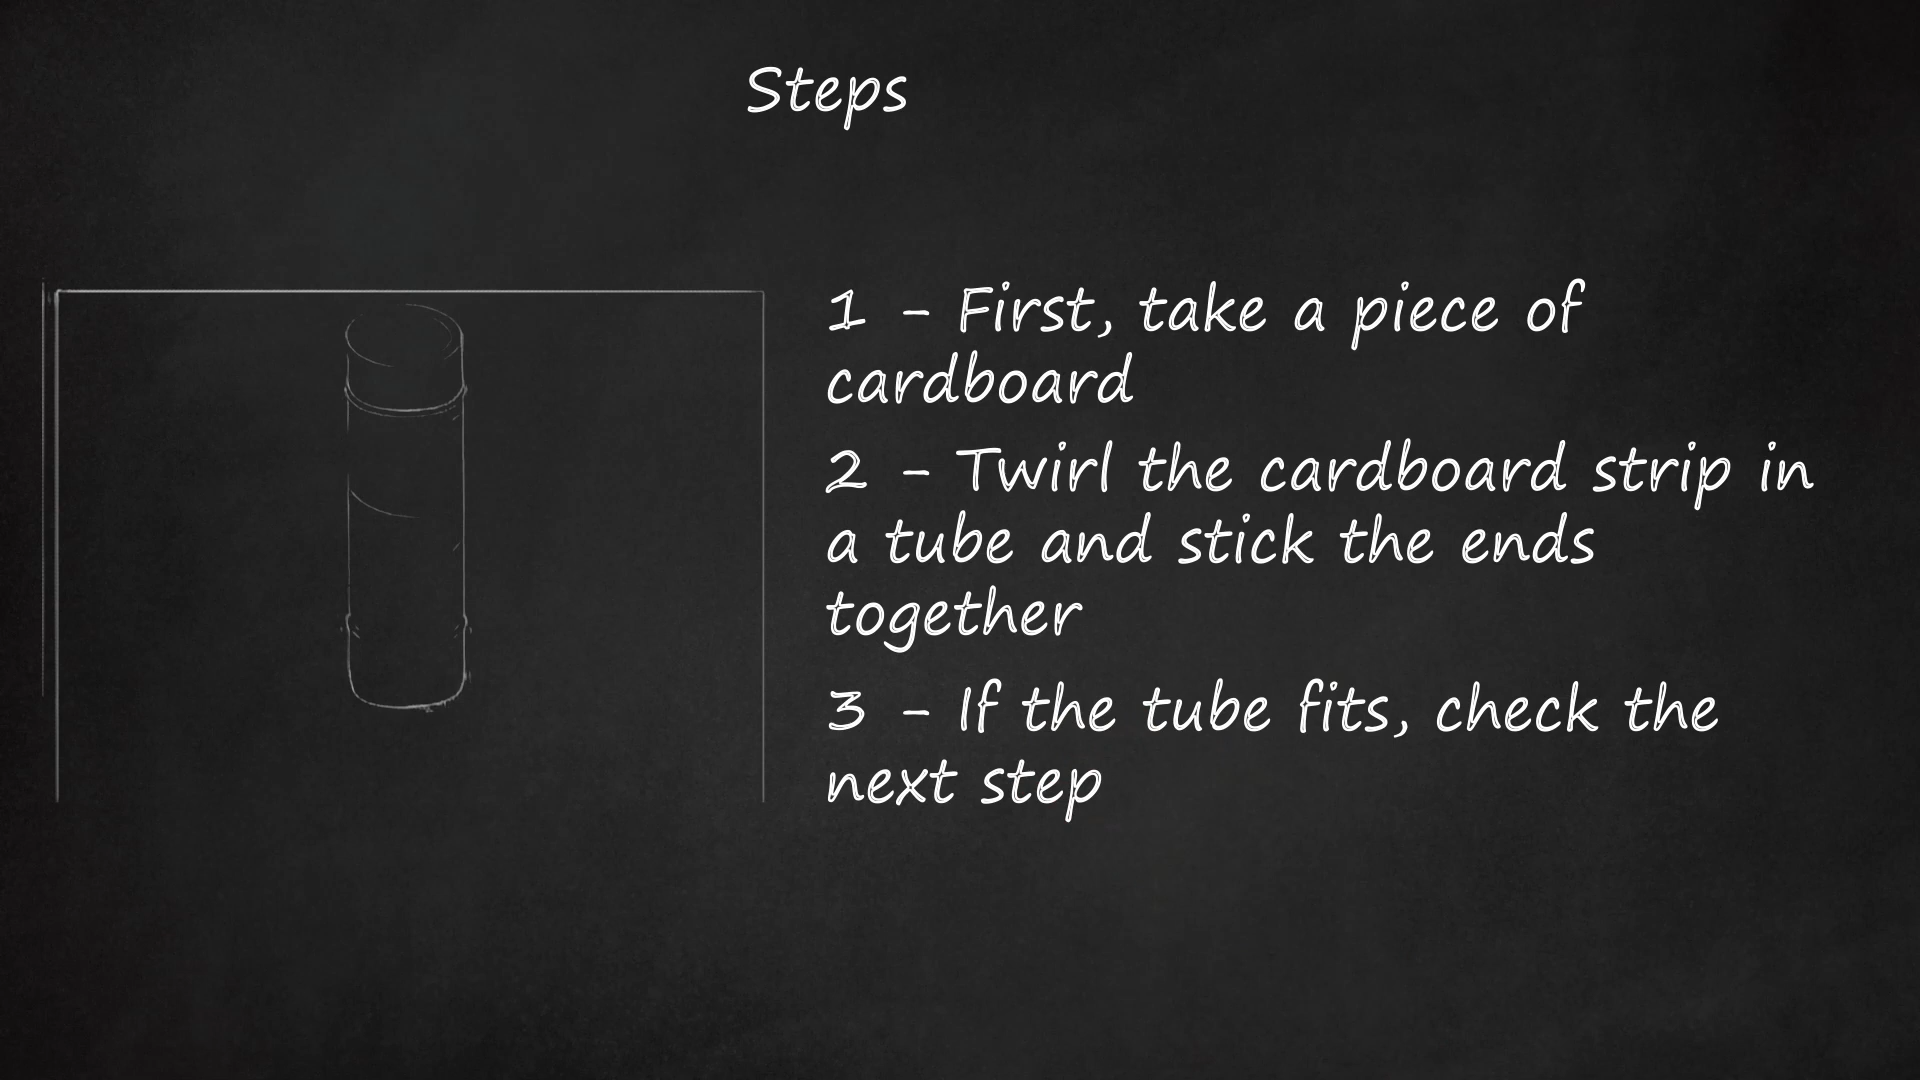 Steps
1 - First, take a piece of
cardboard
2 - Twirl the cardboard strip in
a tube and stick the ends
together
3 - If the tube fits, check the
next step